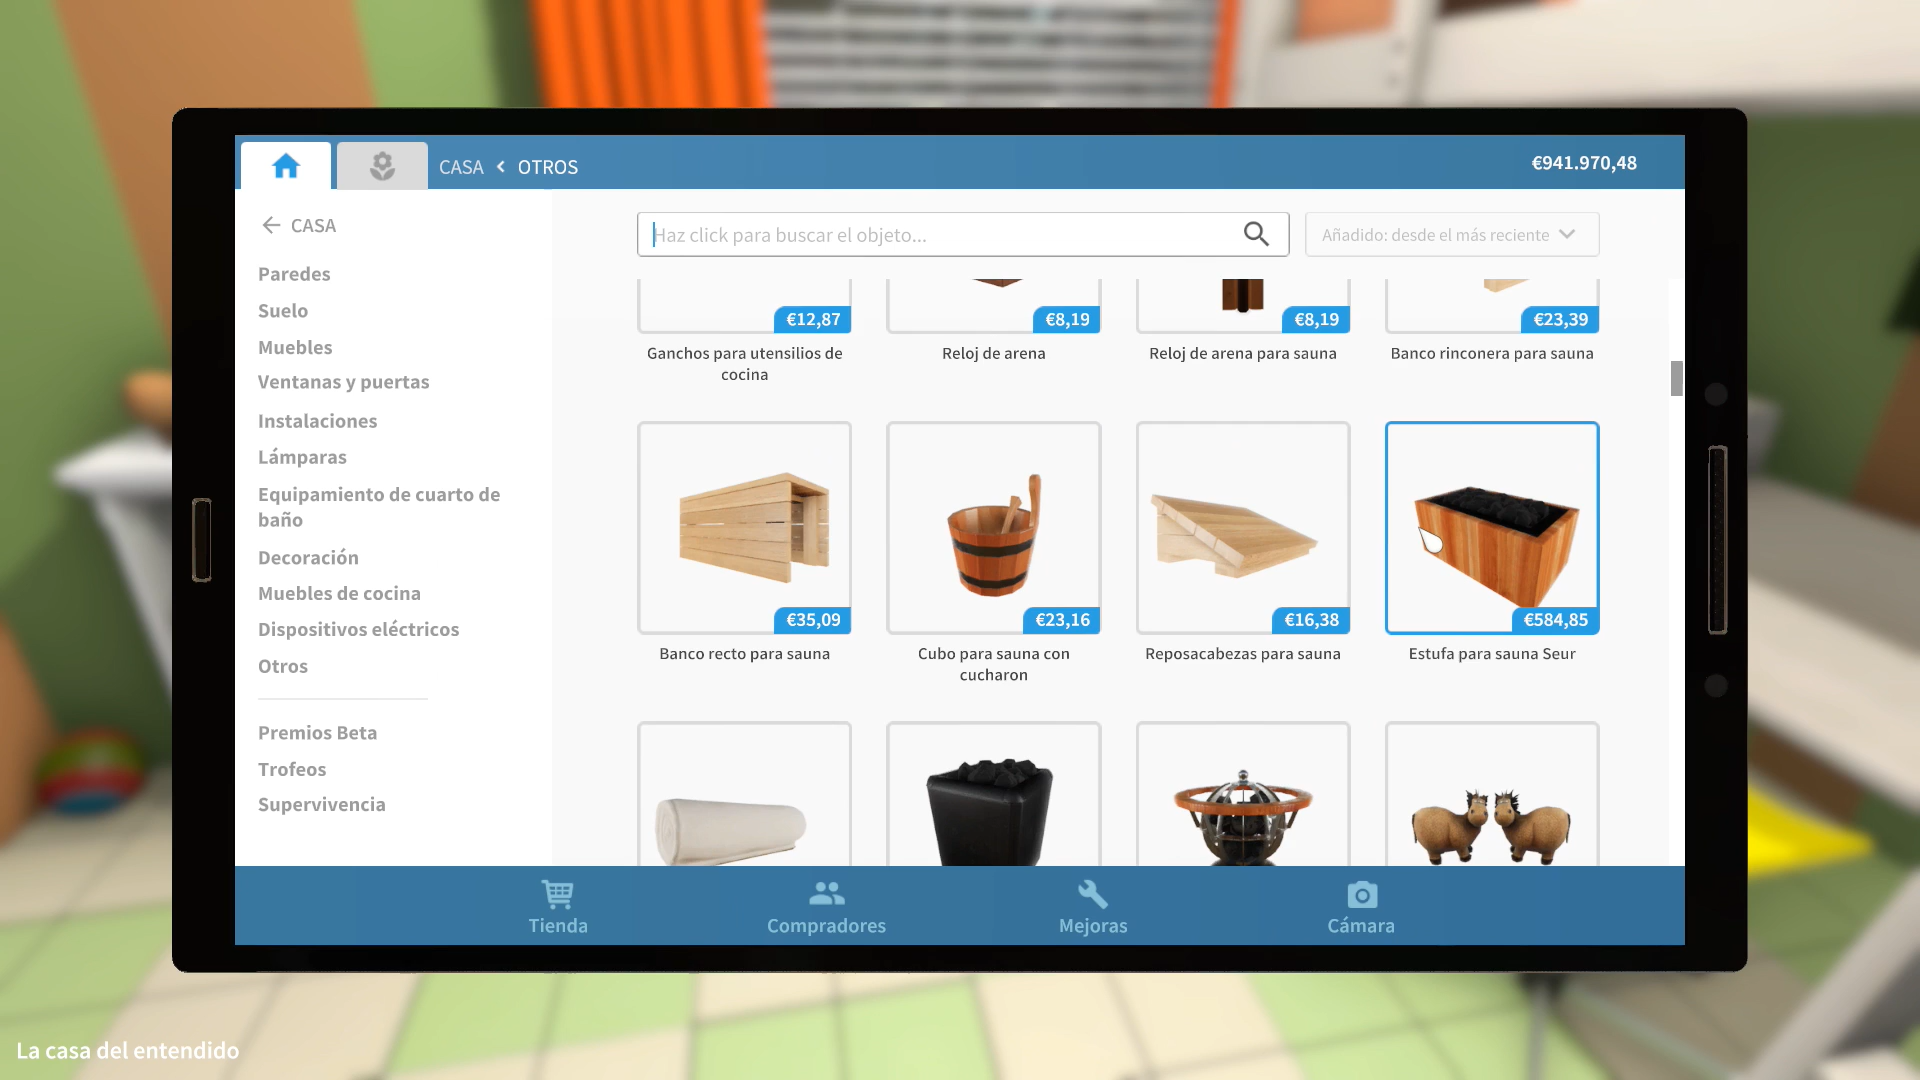 CASA < OTROS
€941.970,48
← CASA
Paredes
Suelo
Muebles
Ventanas y puertas
Instalaciones
Lámparas
Equipamiento de cuarto de
baño
Decoración
Muebles de cocina
Dispositivos eléctricos
Otros
Premios Beta
Trofeos
Supervivencia
Haz click para buscar el objeto...
Añadido: desde el más reciente
€12,87
€8,19
€8,19
€23,39
Ganchos para utensilios de
cocina
Reloj de arena
Reloj de arena para sauna
Banco rinconera para sauna
€35,09
€23,16
€16,38
€584,85
Banco recto para sauna
Cubo para sauna con
cucharon
Reposacabezas para sauna
Estufa para sauna Seur
Tienda
Compradores
Mejoras
Cámara
La casa del entendido